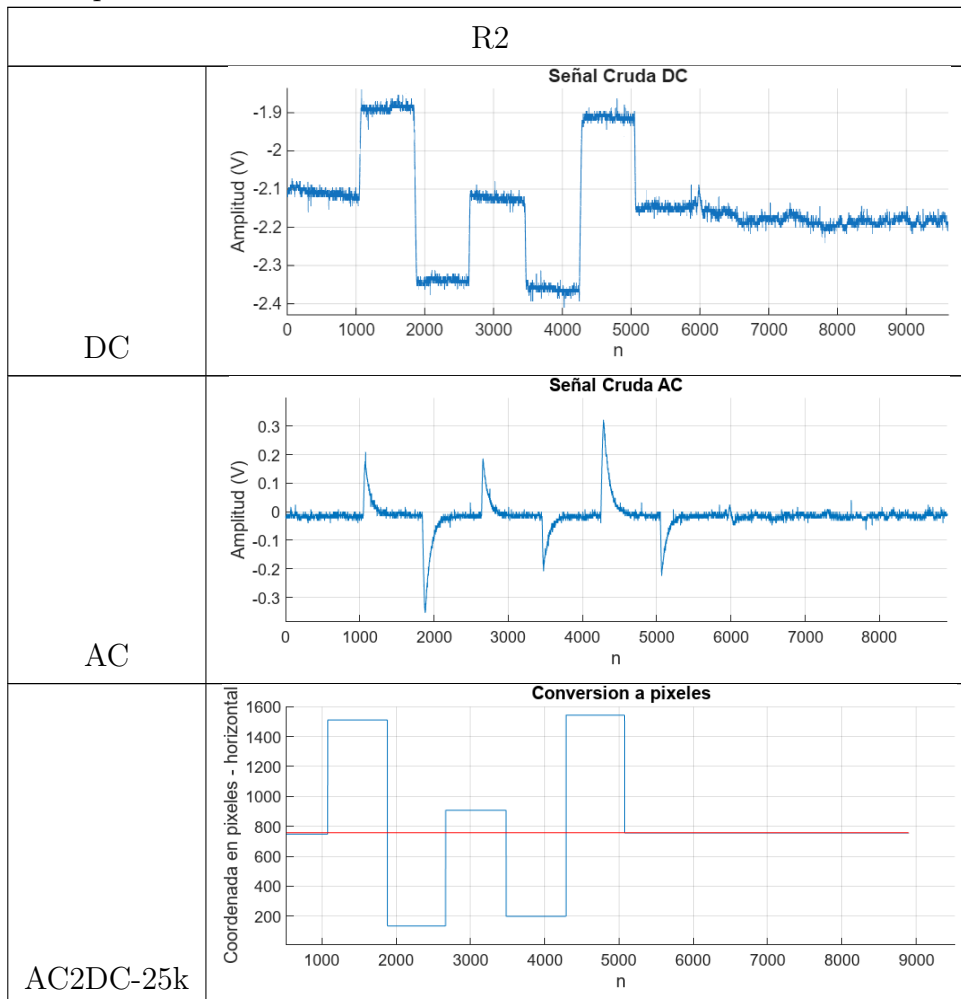 R2
Señal Cruda DC
-1.9
-2
-2.1
-2.2
-2.3
-2.4
Amplitud (V)
0 1000 2000 3000 4000 5000 6000 7000 8000 9000
n
DC
Señal Cruda AC
0.3
0.2
0.1
0
-0.1
-0.2
-0.3
Amplitud (V)
0 1000 2000 3000 4000 5000 6000 7000 8000
n
AC
Conversion a pixeles
1600
1400
1200
1000
800
600
400
200
Coordenada en pixeles - horizontal
1000 2000 3000 4000 5000 6000 7000 8000 9000
n
AC2DC-25k